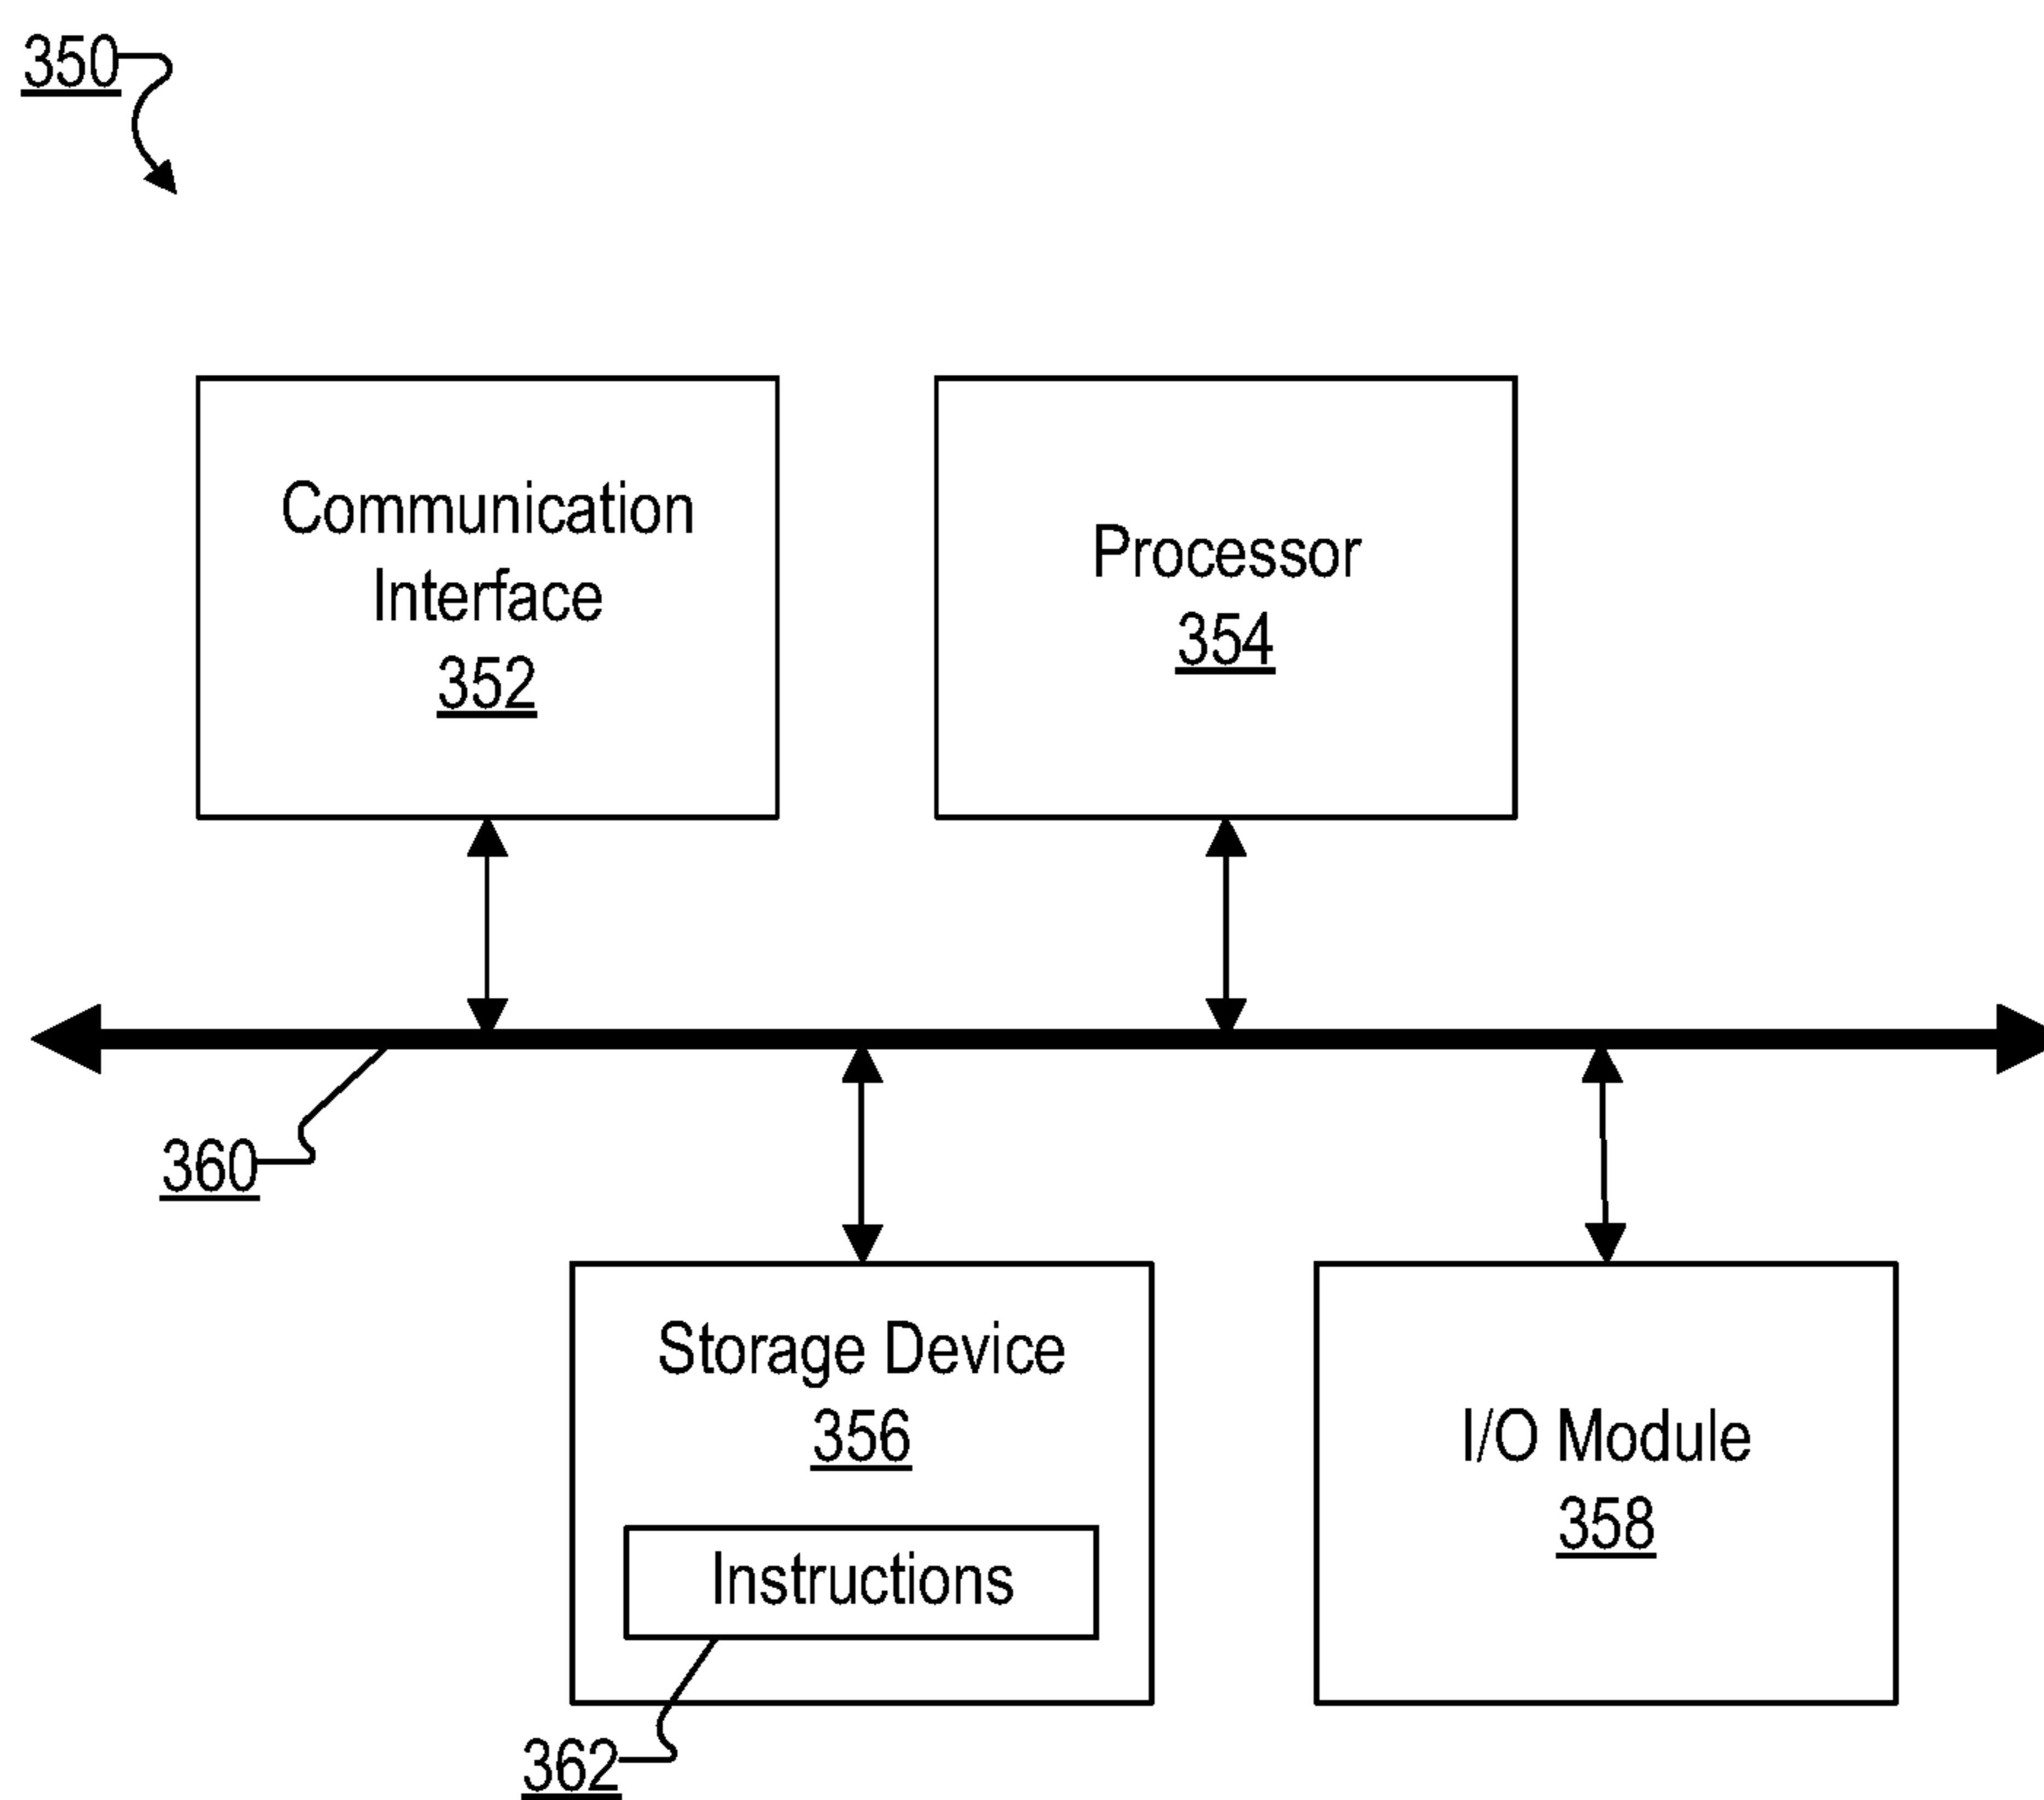 350
Communication
Interface
352
Processor
354
360
Storage Device
356
Instructions
362
I/O Module
358